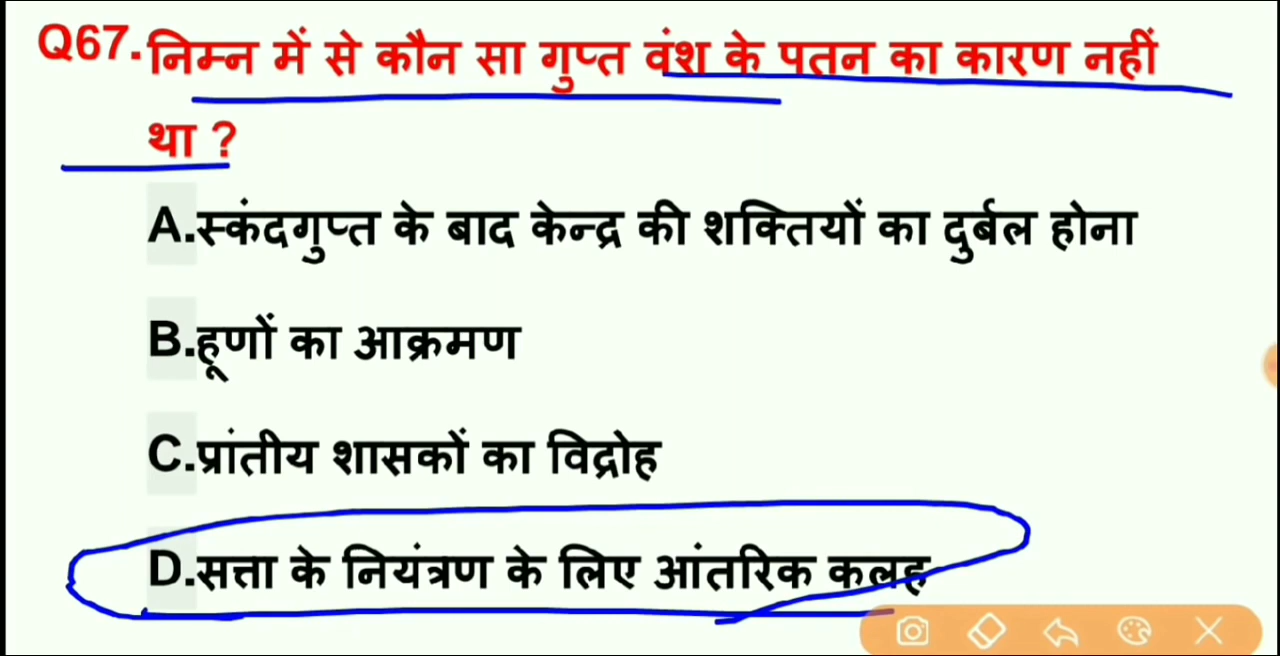 Q67. निम्न में से कौन सा गुप्त वंश के पतन का कारण नहीं
था ?
A.स्कंदगुप्त के बाद केन्द्र की शक्तियों का दुर्बल होना
B.हूणों का आक्रमण
C.प्रांतीय शासकों का विद्रोह
D.सत्ता के नियंत्रण के लिए आंतरिक कलह